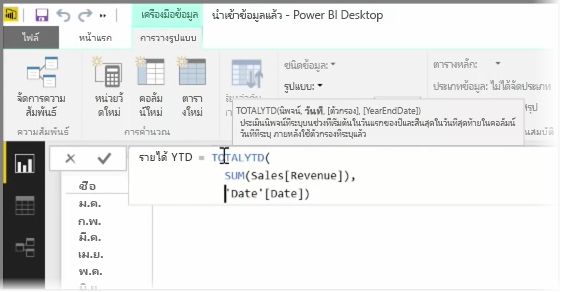 เครื่องมือข้อมูล นำเข้าข้อมูลแล้ว - Power BI Desktop
ไฟล์ หน้าแรก การวางรูปแบบ
จัดการความ
สัมพันธ์
หน่วยวั
ดใหม่
คอลัม
น์ใหม่
ตารา
งใหม่
ชนิดข้อมูล:
รูปแบบ:
ตารางหลัก:
ประเภทข้อมูล: ไม่ได้จัดประเภท
ความสัมพันธ์ การคำนวณ
TOTALYTD(นิพจน์, วันที่, [ตัวกรอง], [YearEndDate])
ประเมินนิพจน์ที่ระบุบนช่วงที่เริ่มต้นในวันแรกของปีและสิ้นสุดในวันที่สุดท้ายในคอลัมน์
วันที่ที่ระบุ ภายหลังใช้ตัวกรองที่ระบุแล้ว
รายได้ YTD = TOTALYTD(
SUM(Sales[Revenue]),
'Date'[Date])
ชื่อ
ม.ค.
ก.พ.
มี.ค.
เม.ย.
พ.ค.